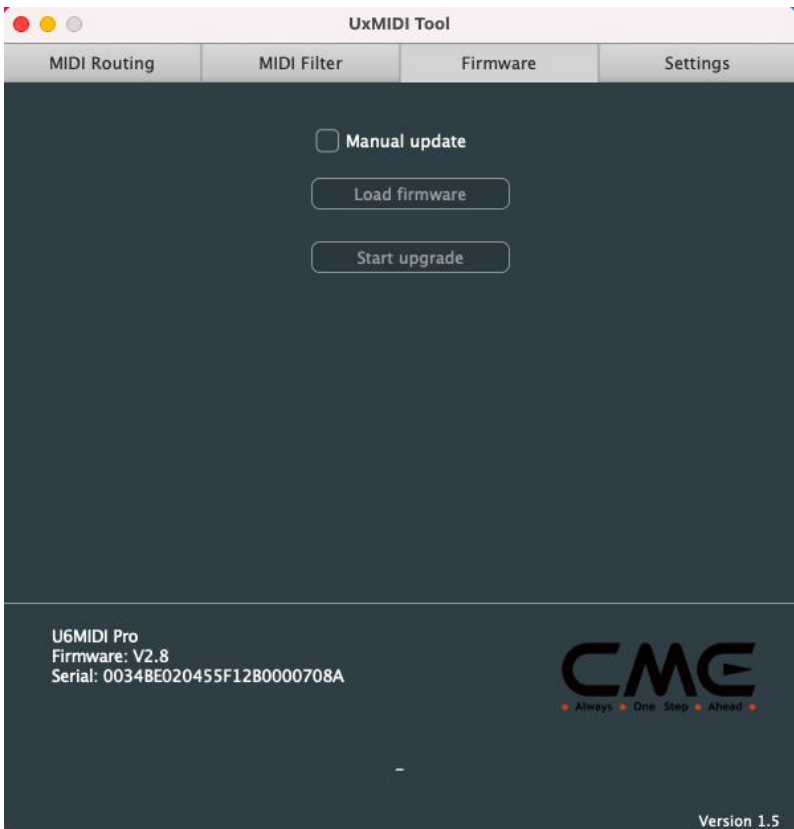 UxMIDI Tool
MIDI Routing MIDI Filter Firmware Settings
Manual update
Load firmware
Start upgrade
U6MIDI Pro
Firmware: V2.8
Serial: 0034BE020455F12B0000708A
CME
Always One Step Ahead
–
Version 1.5